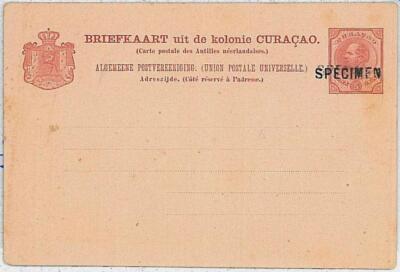 BRIEFKAART uit de kolonie CURAÇAO.
(Carte postale des Antilles néerlandaises.)
ALGEMEENE POSTVEREENIGING. (UNION POSTALE UNIVERSELLE.)
Adreszijde. (Côté réservé à l'adresse.)
CURAÇAO
SPECIMEN